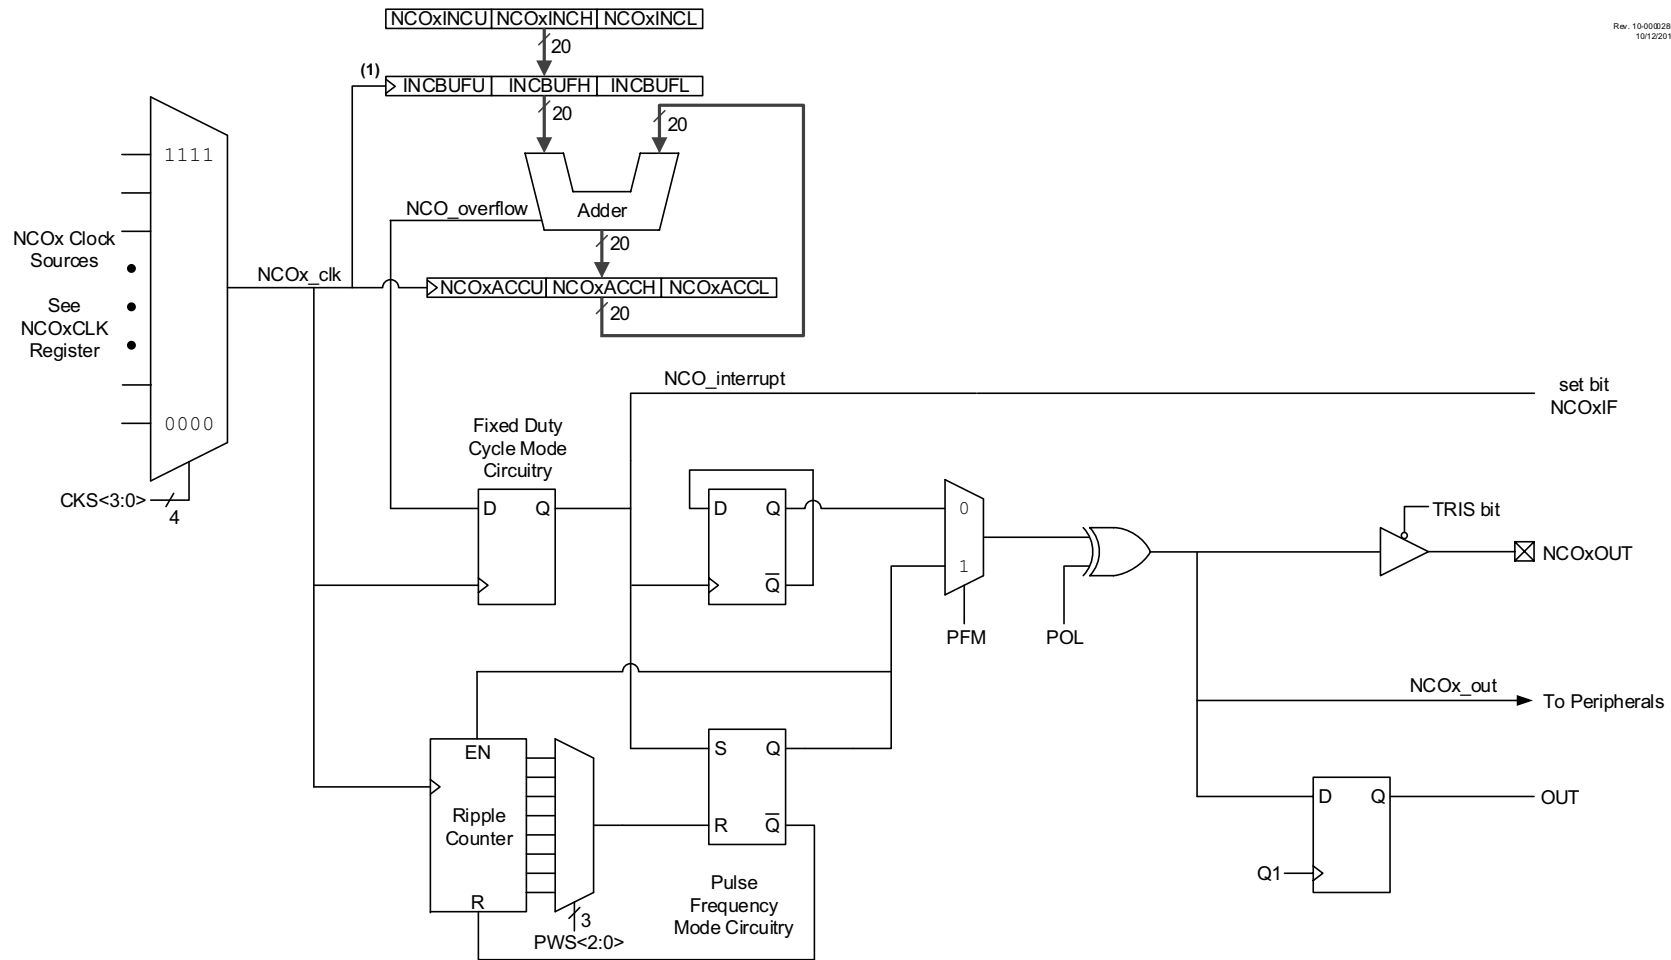 NCOxINCU NCOxINCH NCOxINCL
Rev. 10-000028
10/12/201
20
(1)
INCBUFU INCBUFH INCBUFL
20
20
1111
NCO_overflow
Adder
NCOx Clock
Sources
20
NCOx_clk
NCOxACCU NCOxACCH NCOxACCL
See
NCOxCLK
Register
20
NCO_interrupt
set bit
NCOxIF
0000
Fixed Duty
Cycle Mode
Circuitry
CKS<3:0>
4
D Q
D Q
Q
0
1
PFM
POL
TRIS bit
NCOxOUT
NCOx_out
To Peripherals
EN
Ripple
Counter
R
S Q
R Q
D Q
OUT
Q1
Pulse
Frequency
Mode Circuitry
3
PWS<2:0>